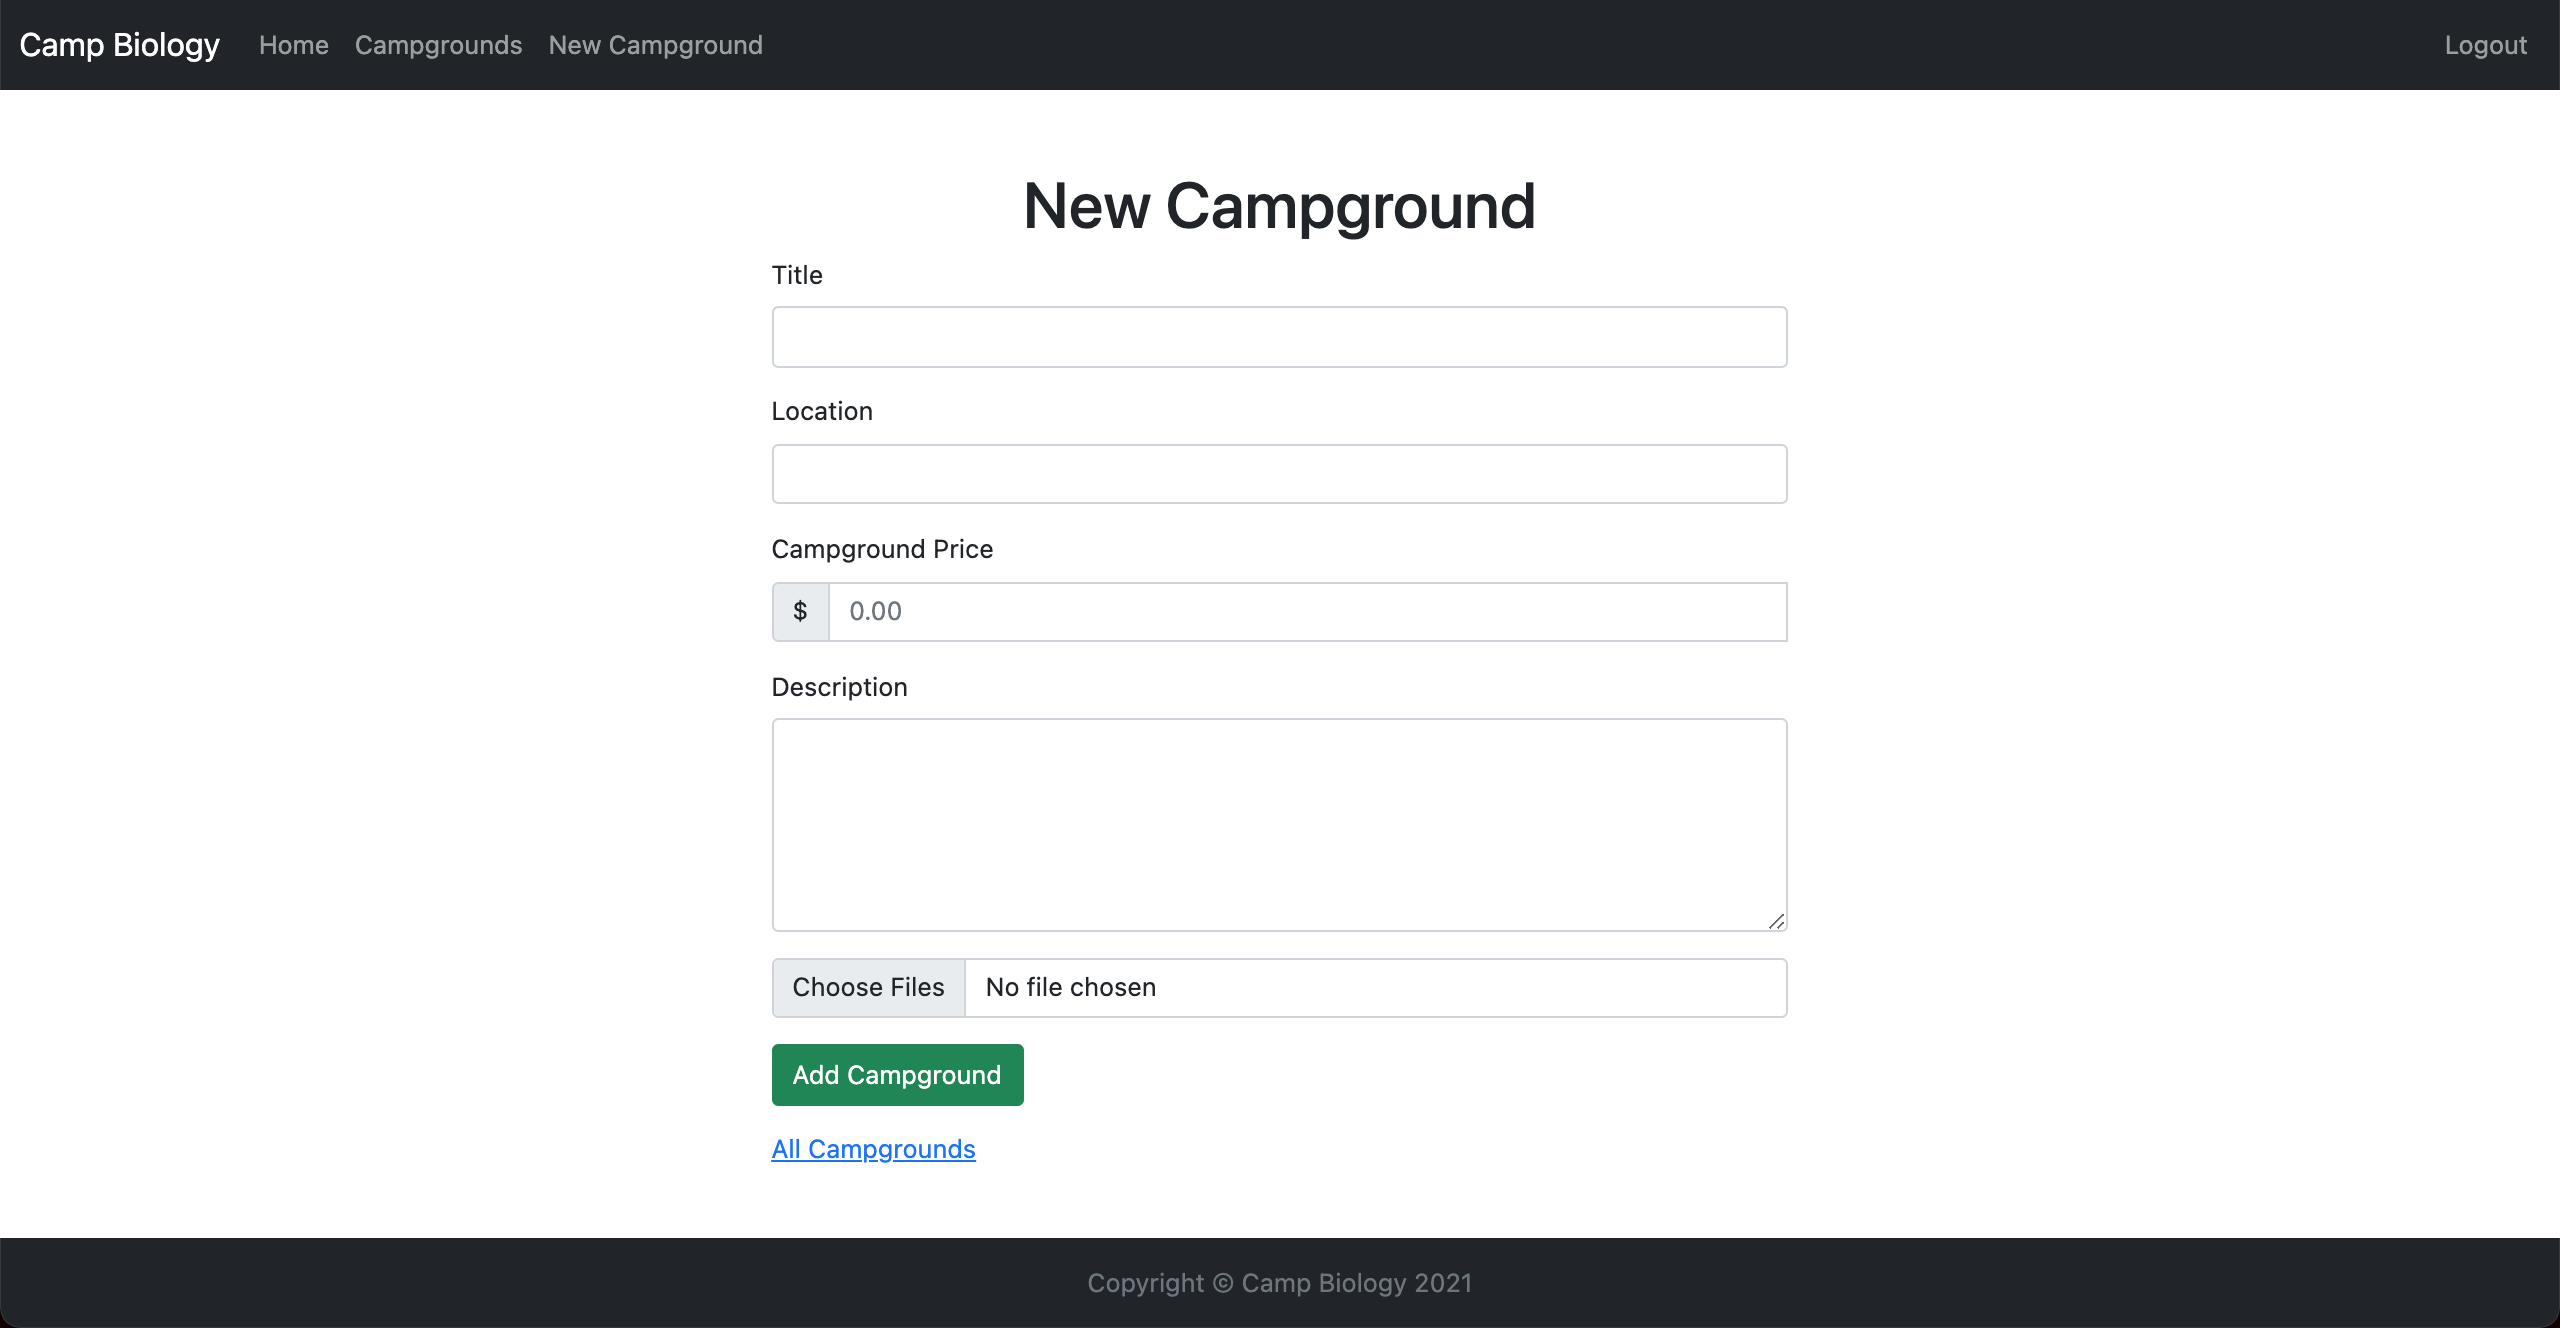 Camp Biology Home Campgrounds New Campground Logout
New Campground
Title
Location
Campground Price
$ 0.00
Description
Choose Files No file chosen
Add Campground
All Campgrounds
Copyright © Camp Biology 2021